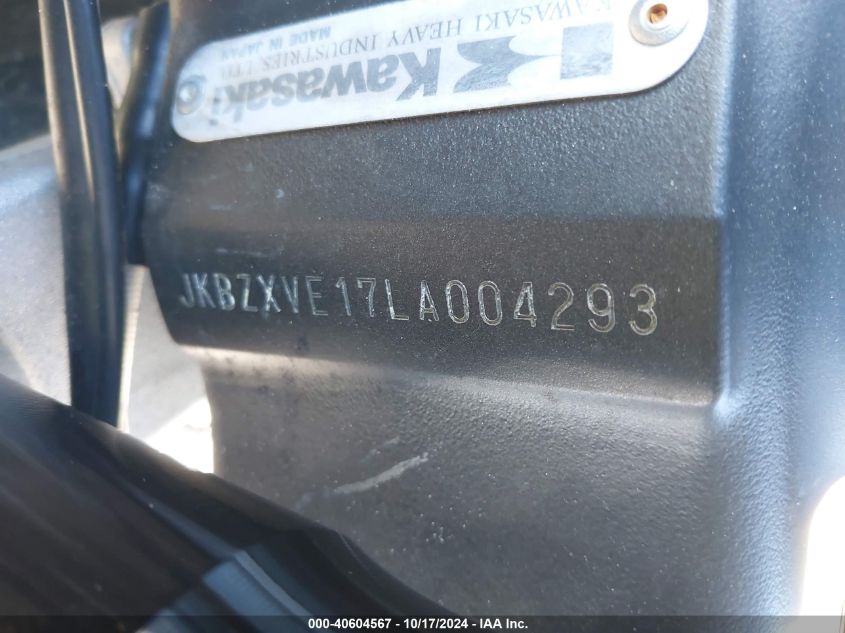 Kawasaki
KAWASAKI HEAVY INDUSTRIES, LTD.
MADE IN JAPAN
JKBZXVE17LA004293
000-40604567 - 10/17/2024 - IAA, Inc.